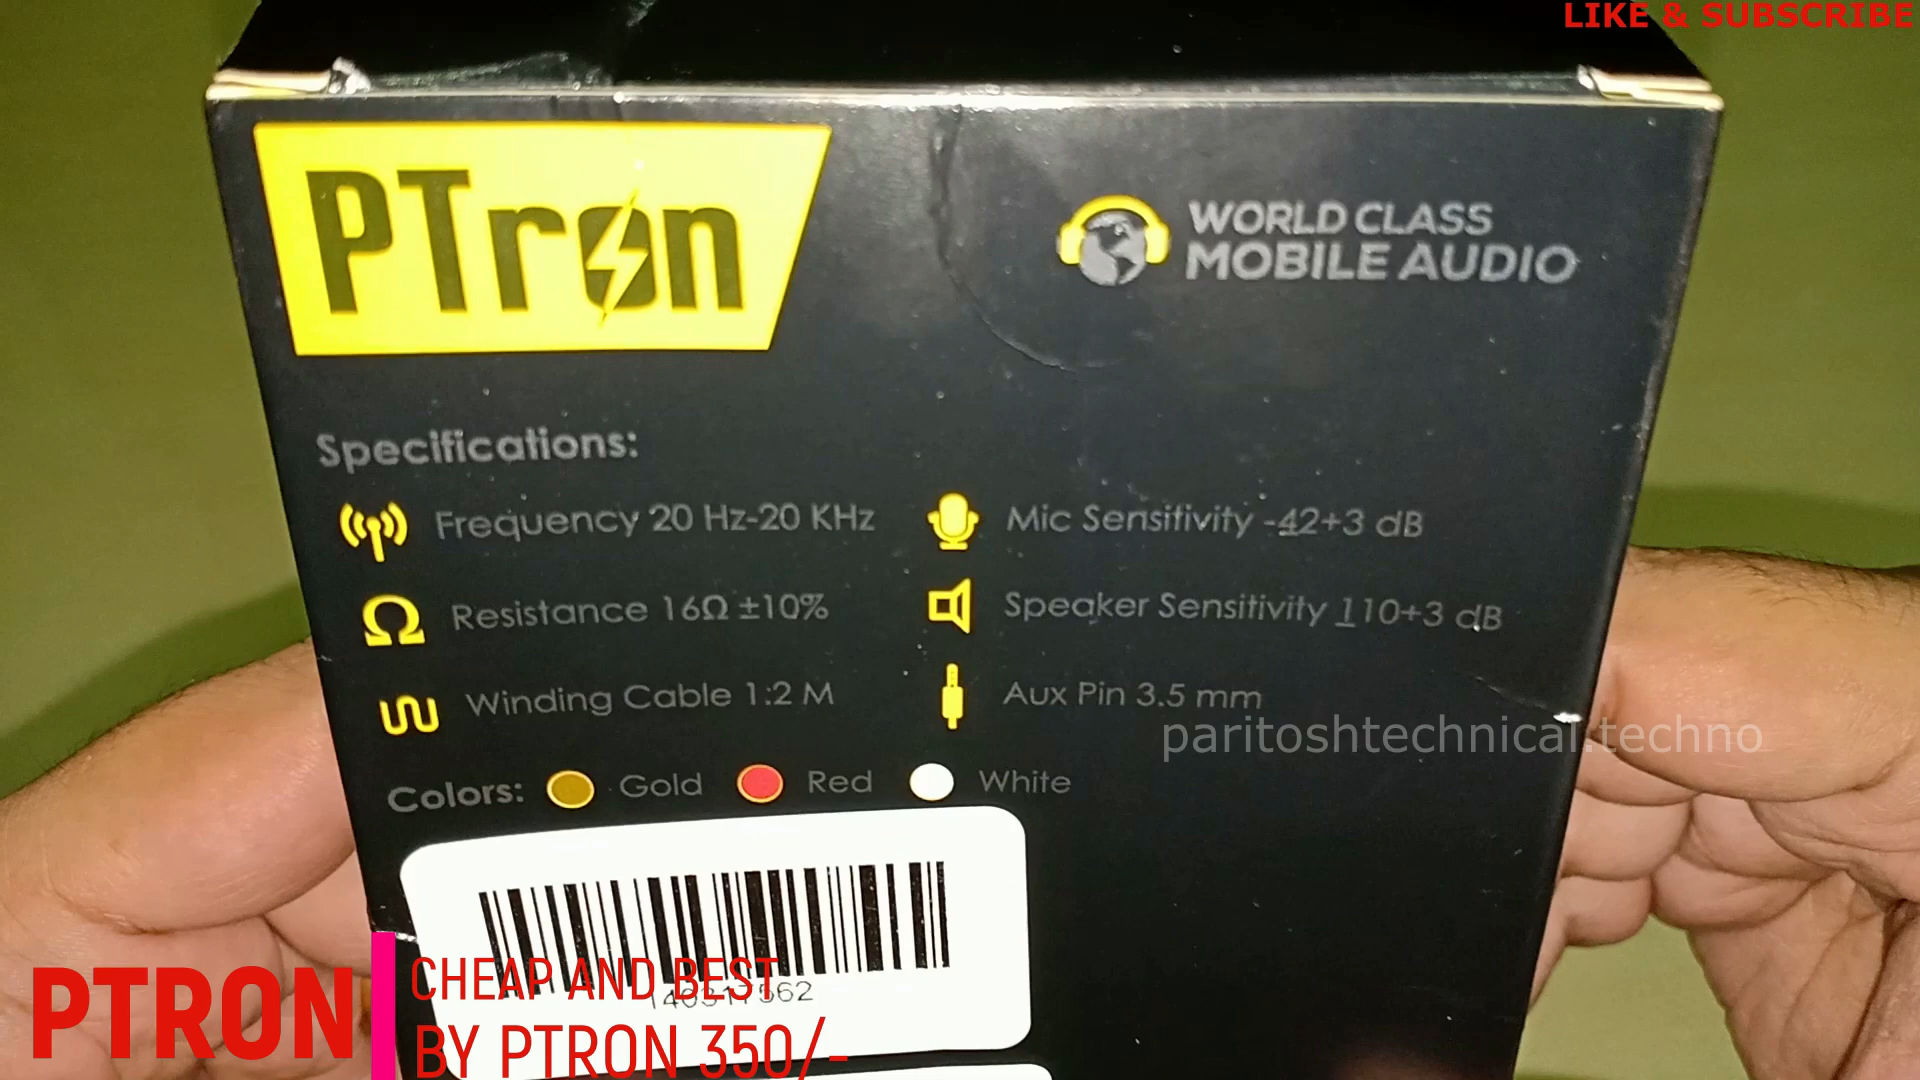 LIKE & SUBSCRIBE
PTron
WORLD CLASS
MOBILE AUDIO
Specifications:
Frequency 20 Hz-20 KHz
Mic Sensitivity -42+3 dB
Resistance 16Ω ±10%
Speaker Sensitivity 110+3 dB
Winding Cable 1:2 M
Aux Pin 3.5 mm
paritoshtechnical.techno
Colors: Gold Red White
PTRON
CHEAP AND BEST
BY PTRON 350/-